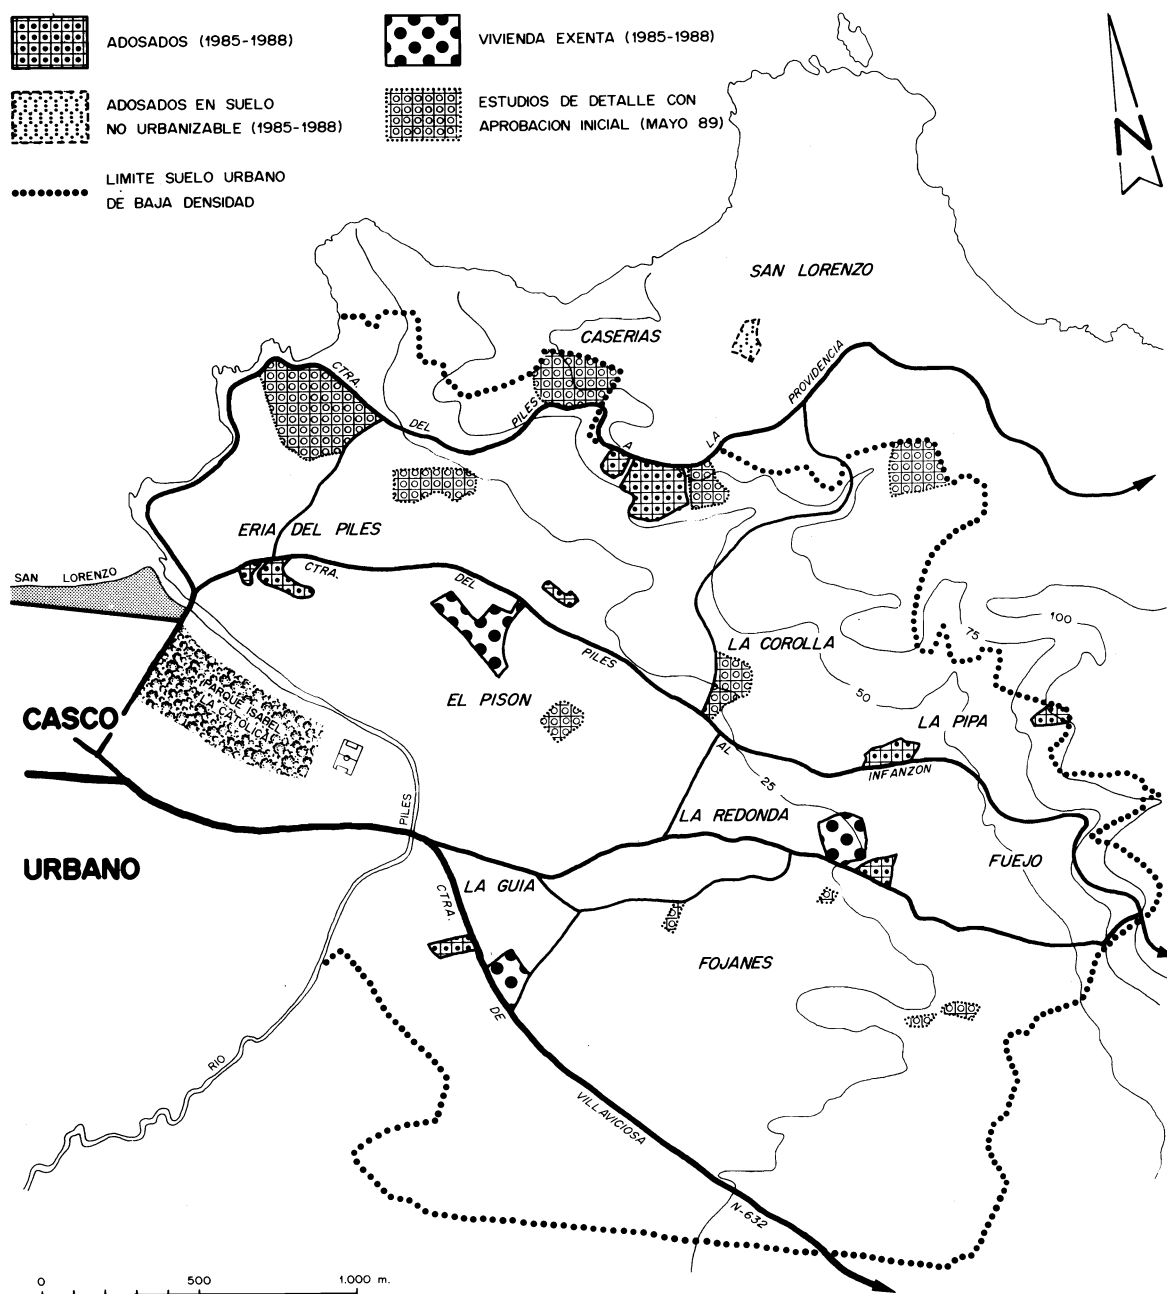 ADOSADOS (1985-1988)
VIVIENDA EXENTA (1985-1988)
ADOSADOS EN SUELO
NO URBANIZABLE (1985-1988)
ESTUDIOS DE DETALLE CON
APROBACION INICIAL (MAYO 89)
LIMITE SUELO URBANO
DE BAJA DENSIDAD
N
SAN LORENZO
CASERIAS
CTRA.
DEL
PILES
A
LA
PROVIDENCIA
ERIA DEL PILES
SAN LORENZO
CTRA.
DEL
PILES
AL
INFANZON
LA COROLLA
100
75
50
25
PARQUE ISABEL
LA CATOLICA
EL PISON
LA PIPA
CASCO
URBANO
PILES
RIO
LA REDONDA
FUEJO
LA GUIA
FOJANES
CTRA.
DE
VILLAVICIOSA
N-632
0 500 1.000 m.